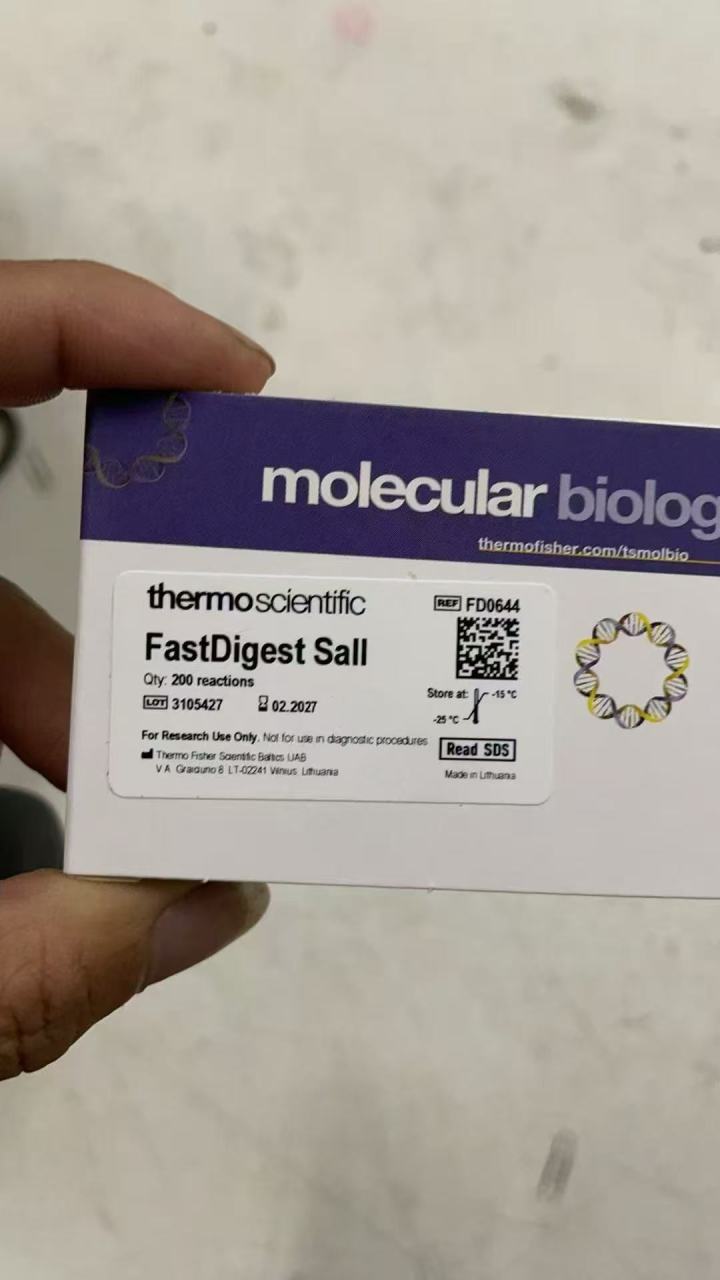 molecular biolog
thermofisher.com/tsmolbio
thermoscientific
REF FD0644
FastDigest SalI
Qty: 200 reactions
Store at: -15 °C
-25 °C
LOT 3105427 02.2027
For Research Use Only. Not for use in diagnostic procedures
Read SDS
Thermo Fisher Scientific Baltics UAB
V A Graiciuno 8 LT-02241 Vilnius Lithuania
Made in Lithuania